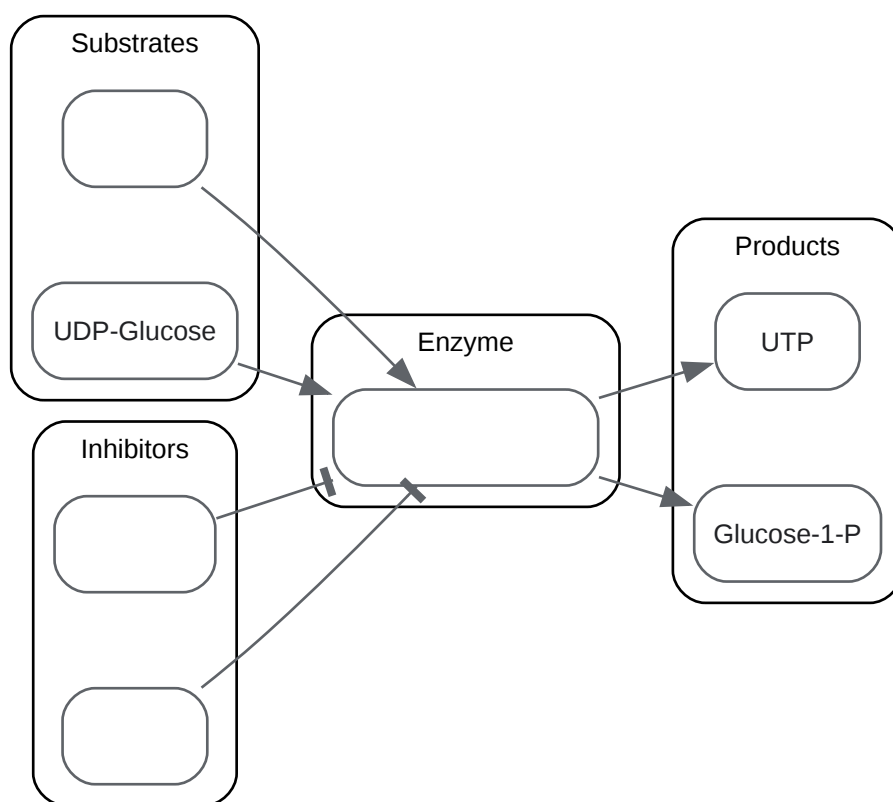 Substrates
UDP-Glucose
Enzyme
Inhibitors
Products
UTP
Glucose-1-P